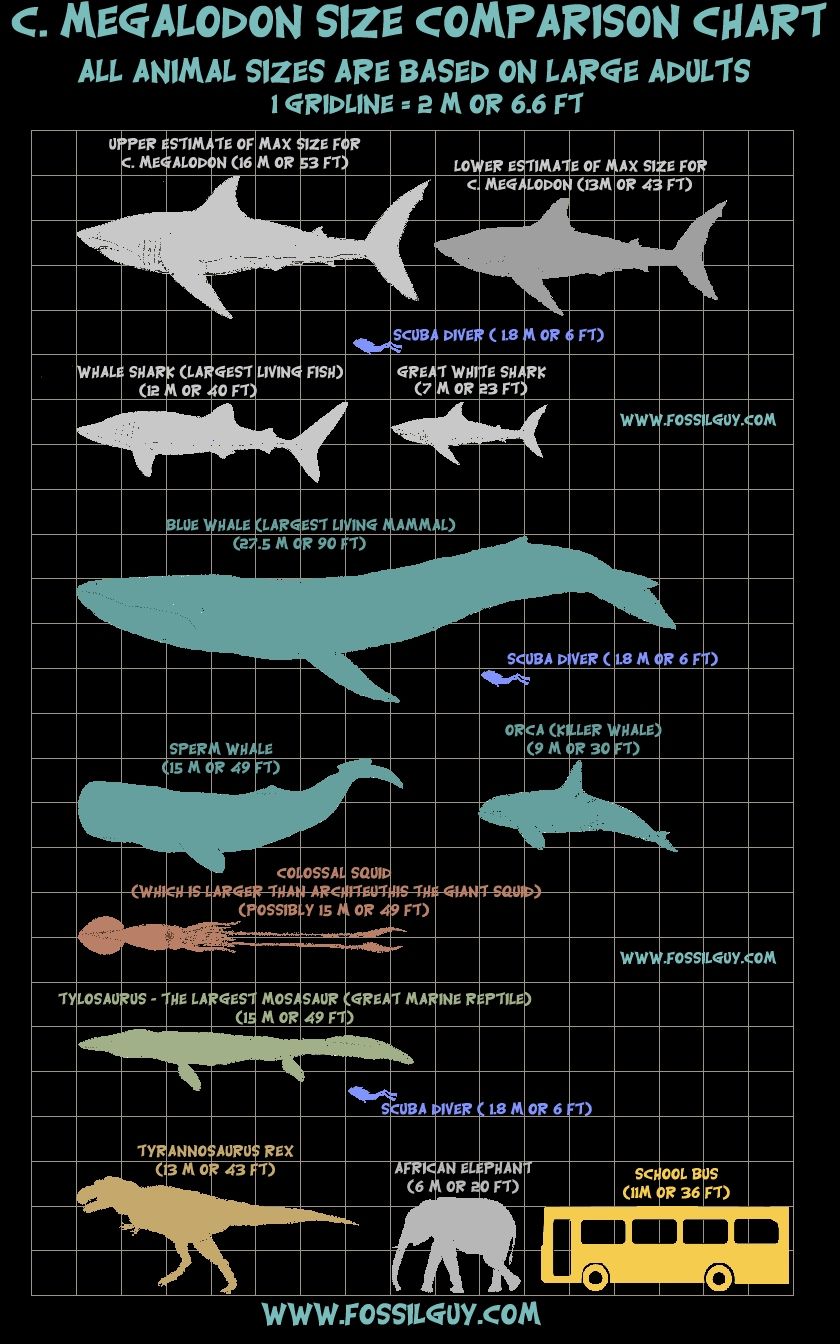 C. MEGALODON SIZE COMPARISON CHART
ALL ANIMAL SIZES ARE BASED ON LARGE ADULTS
1 GRIDLINE = 2 M OR 6.6 FT
UPPER ESTIMATE OF MAX SIZE FOR
C. MEGALODON (16 M OR 53 FT)
LOWER ESTIMATE OF MAX SIZE FOR
C. MEGALODON (13M OR 43 FT)
SCUBA DIVER ( 1.8 M OR 6 FT)
WHALE SHARK (LARGEST LIVING FISH)
(12 M OR 40 FT)
GREAT WHITE SHARK
(7 M OR 23 FT)
WWW.FOSSILGUY.COM
BLUE WHALE (LARGEST LIVING MAMMAL)
(27.5 M OR 90 FT)
SCUBA DIVER ( 1.8 M OR 6 FT)
SPERM WHALE
(15 M OR 49 FT)
ORCA (KILLER WHALE)
(9 M OR 30 FT)
COLOSSAL SQUID
(WHICH IS LARGER THAN ARCHITEUTHIS THE GIANT SQUID)
(POSSIBLY 15 M OR 49 FT)
WWW.FOSSILGUY.COM
TYLOSAURUS - THE LARGEST MOSASAUR (GREAT MARINE REPTILE)
(15 M OR 49 FT)
SCUBA DIVER ( 1.8 M OR 6 FT)
TYRANNOSAURUS REX
(13 M OR 43 FT)
AFRICAN ELEPHANT
(6 M OR 20 FT)
SCHOOL BUS
(11M OR 36 FT)
WWW.FOSSILGUY.COM